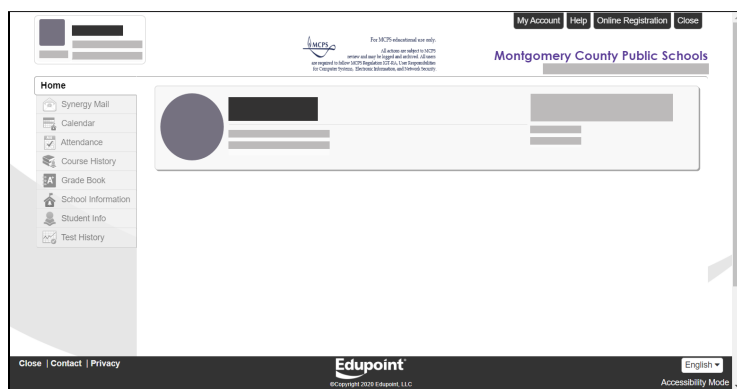 My Account Help Online Registration Close
MCPS
For MCPS educational use only.
All actions are subject to MCPS
review and may be logged and archived. All users
are required to follow MCPS Regulation IGT-RA, User Responsibilities
for Computer Systems, Electronic Information, and Network Security.
Montgomery County Public Schools
Home
Synergy Mail
Calendar
Attendance
Course History
Grade Book
School Information
Student Info
Test History
Close | Contact | Privacy
Edupoint
©Copyright 2020 Edupoint, LLC
English
Accessibility Mode